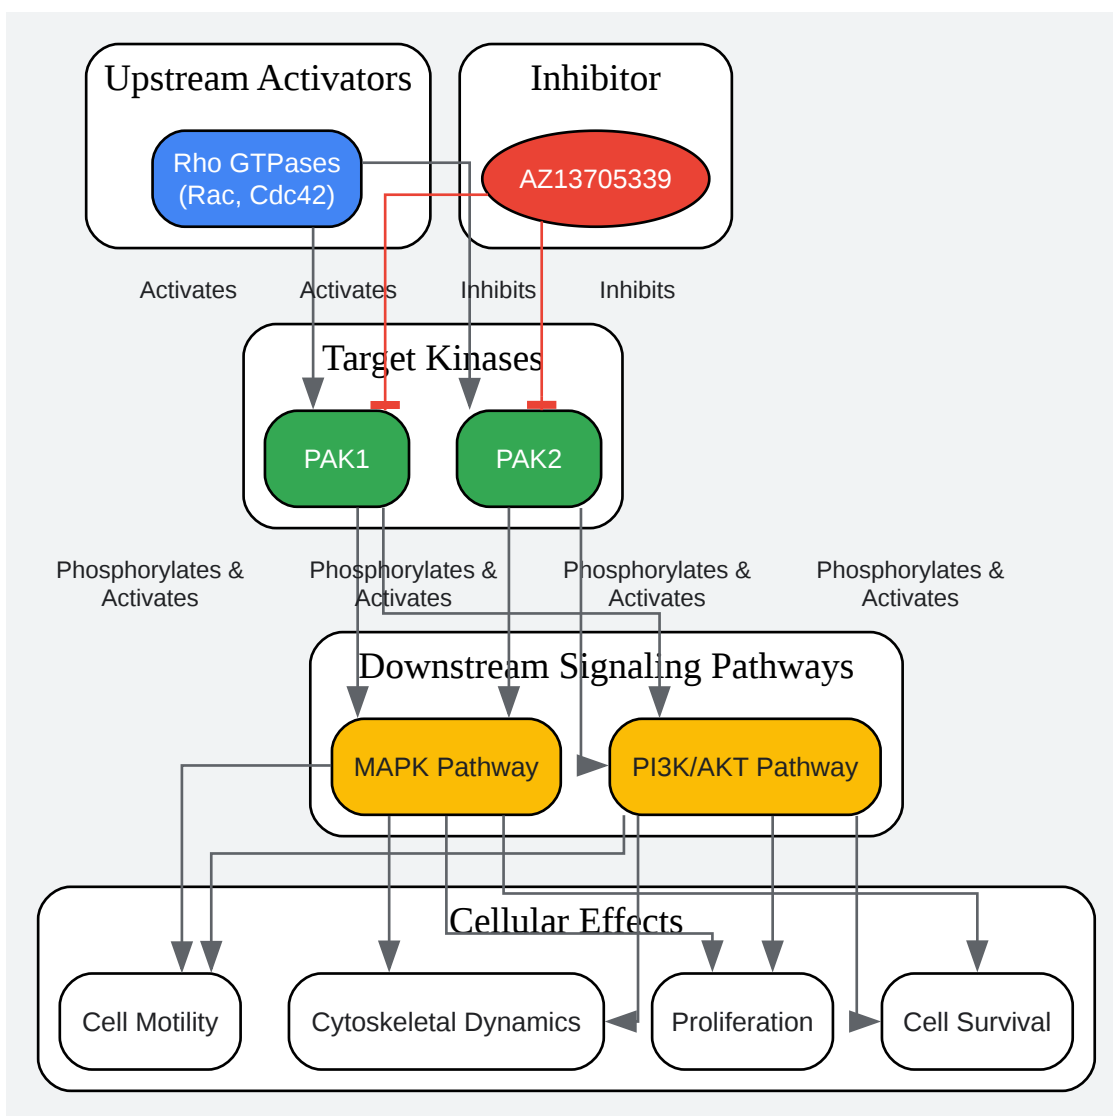 Upstream Activators
Inhibitor
Rho GTPases
(Rac, Cdc42)
AZ13705339
Activates
Activates
Inhibits
Inhibits
Target Kinases
PAK1
PAK2
Phosphorylates &
Activates
Phosphorylates &
Activates
Phosphorylates &
Activates
Phosphorylates &
Activates
Downstream Signaling Pathways
MAPK Pathway
PI3K/AKT Pathway
Cellular Effects
Cell Motility
Cytoskeletal Dynamics
Proliferation
Cell Survival